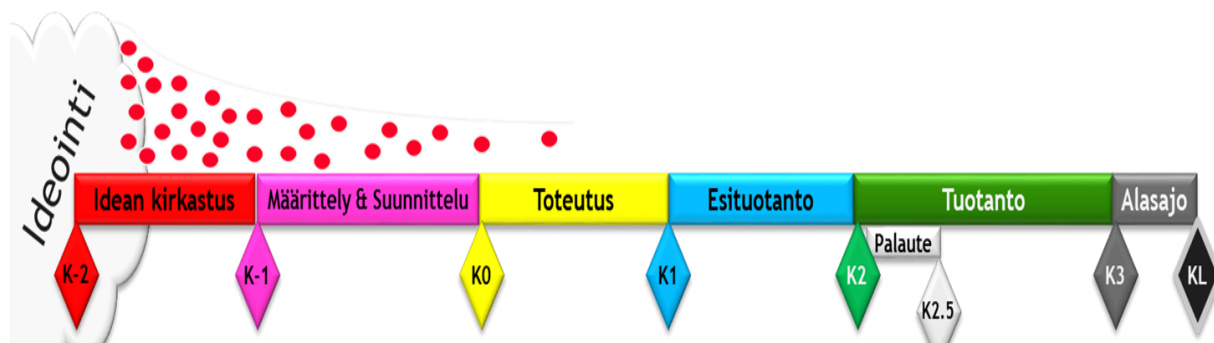 Ideointi
Idean kirkastus
Määrittely & Suunnittelu
Toteutus
Esituotanto
Tuotanto
Alasajo
Palaute
K-2
K-1
K0
K1
K2
K2.5
K3
KL